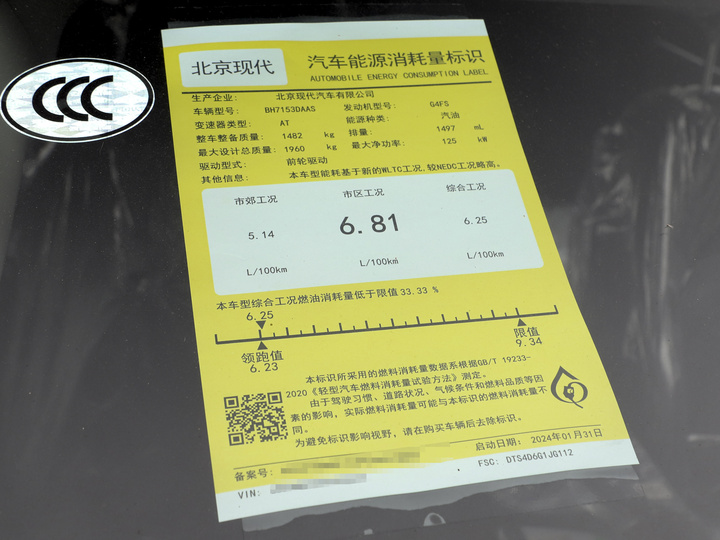 CCC
北京现代
汽车能源消耗量标识
AUTOMOBILE ENERGY CONSUMPTION LABEL
生产企业: 北京现代汽车有限公司
车辆型号: BH7153DAAS 发动机型号: G4FS
变速器类型: AT 能源种类: 汽油
整车整备质量: 1482 kg 排量: 1497 mL
最大设计总质量: 1960 kg 最大净功率: 125 kW
驱动型式: 前轮驱动
其他信息: 本车型能耗基于新的WLTC工况,较NEDC工况略高。
市郊工况 市区工况 综合工况
5.14 6.81 6.25
L/100km L/100km L/100km
本车型综合工况燃油消耗量低于限值33.33 %
6.25
领跑值 限值
6.23 9.34
本标识所采用的燃料消耗量数据系根据GB/T 19233-
2020《轻型汽车燃料消耗量试验方法》测定。
由于驾驶习惯、道路状况、气候条件和燃料品质等因
素的影响,实际燃料消耗量可能与本标识的燃料消耗量不
同。
为避免标识影响视野,请在购买车辆后去除标识。
备案号: 启动日期: 2024年01月31日
VIN: FSC: DTS4D6G1JG112